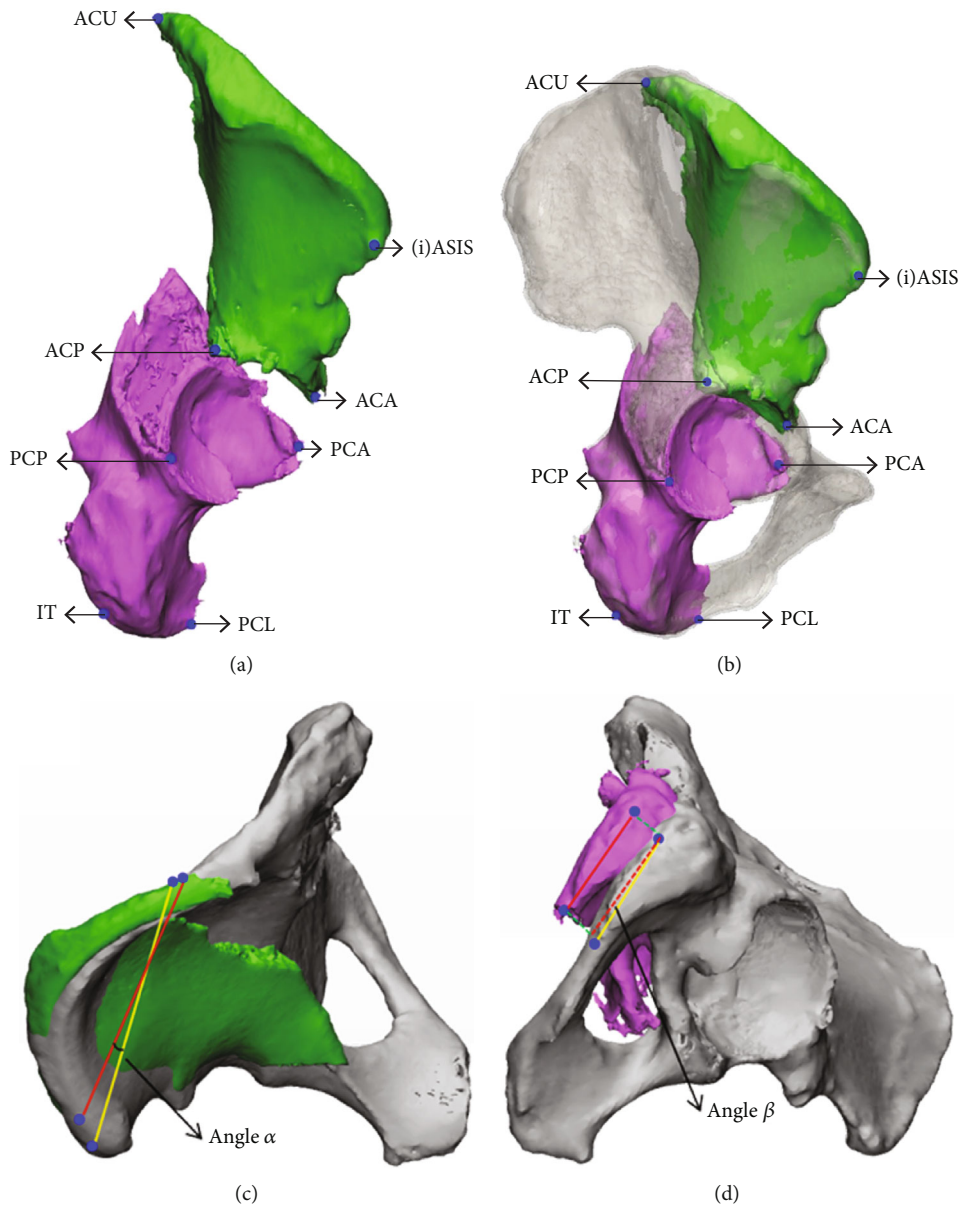 ACU
(i)ASIS
ACP
ACA
PCA
PCP
IT
PCL
(a)
ACU
(i)ASIS
ACP
ACA
PCA
PCP
IT
PCL
(b)
Angle α
(c)
Angle β
(d)